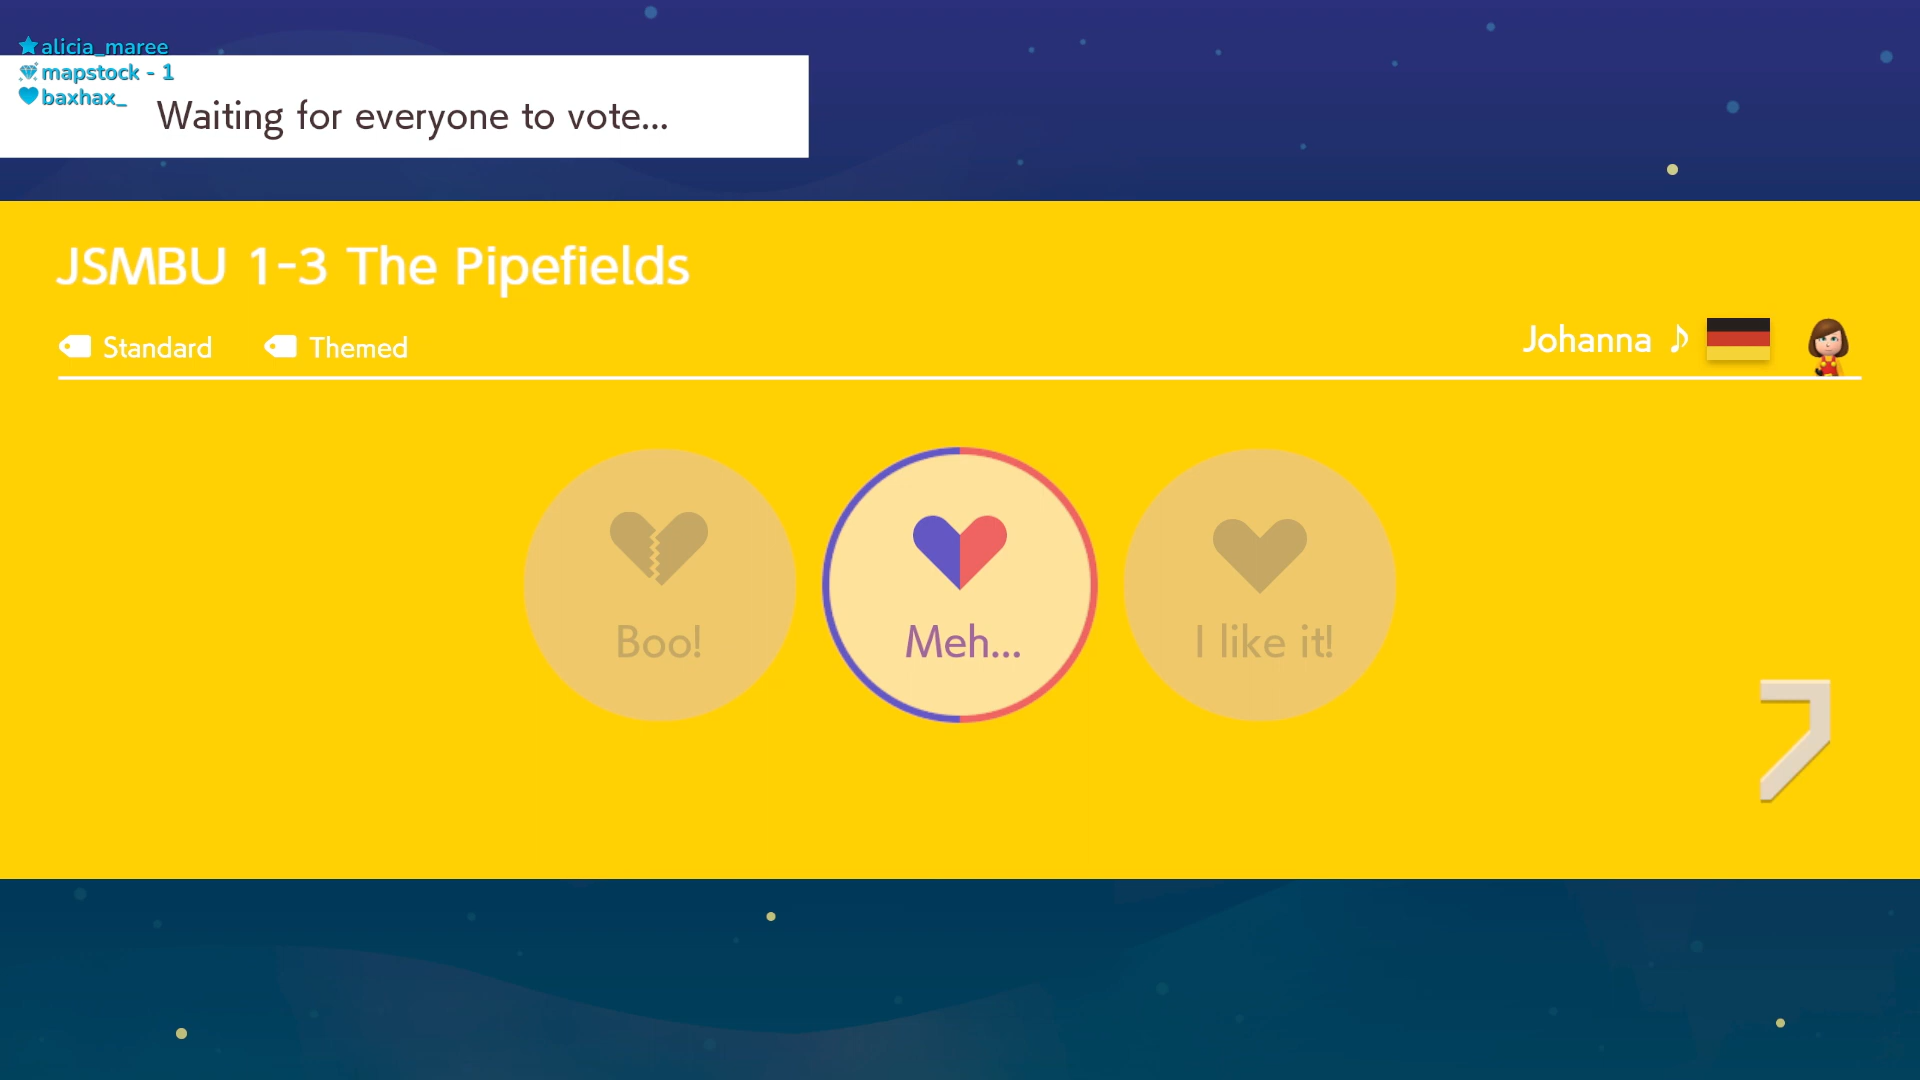 alicia_maree
mapstock - 1
baxhax_
Waiting for everyone to vote...
JSMBU 1-3 The Pipefields
Standard Themed
Johanna ♪
Boo! Meh... I like it!
7